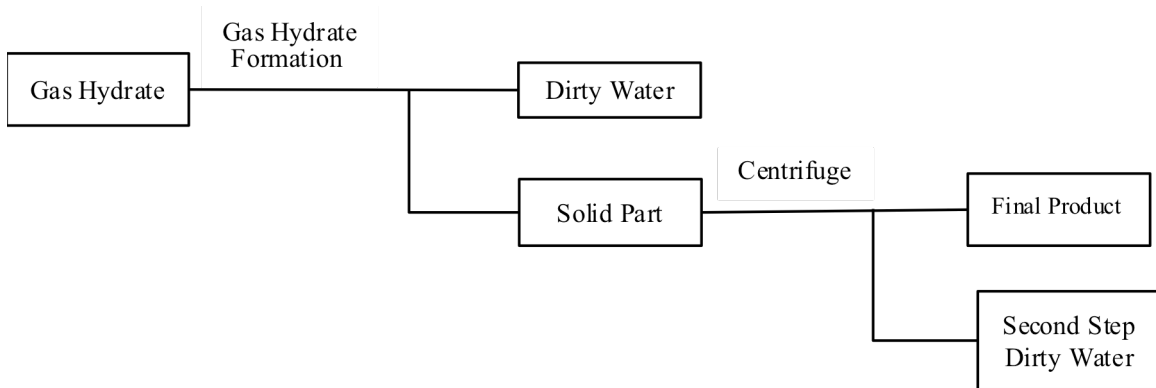 Gas Hydrate
Formation
Gas Hydrate
Dirty Water
Centrifuge
Solid Part
Final Product
Second Step
Dirty Water